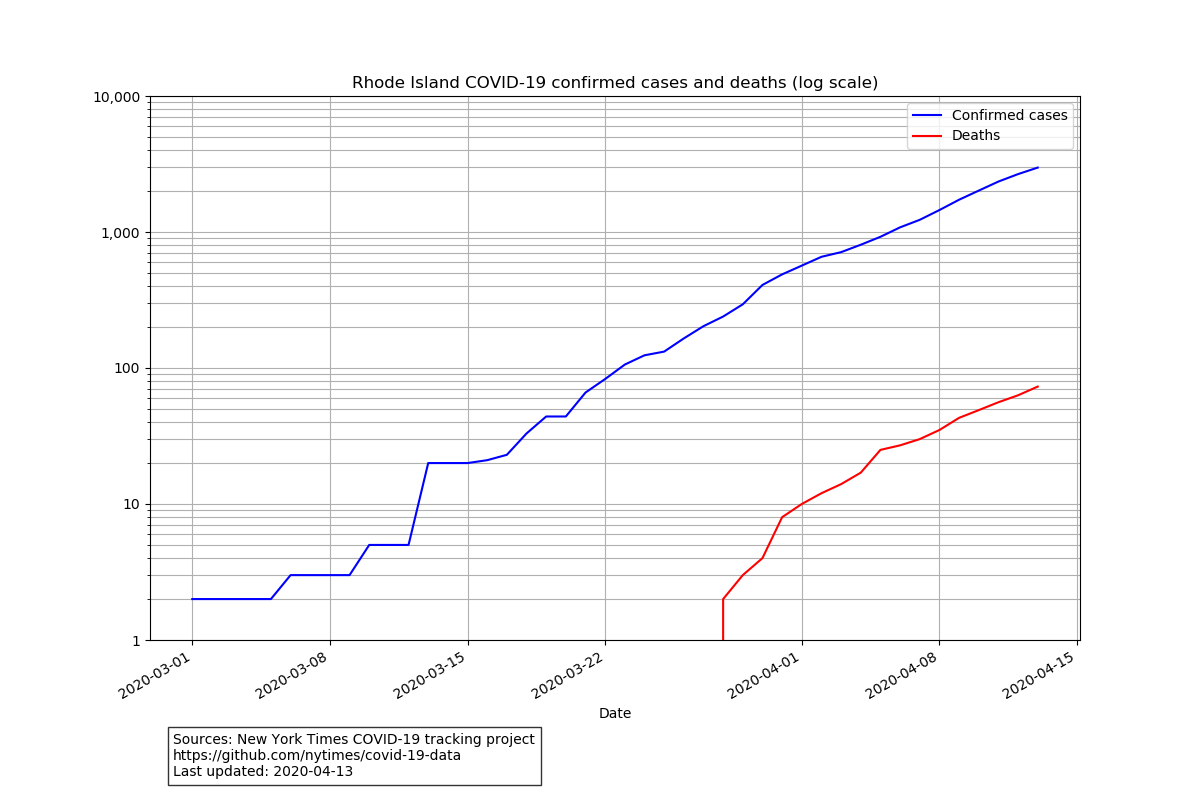 Rhode Island COVID-19 confirmed cases and deaths (log scale)
10,000
1,000
100
10
1
Confirmed cases
Deaths
2020-03-01
2020-03-08
2020-03-15
2020-03-22
2020-04-01
2020-04-08
2020-04-15
Date
Sources: New York Times COVID-19 tracking project
https://github.com/nytimes/covid-19-data
Last updated: 2020-04-13